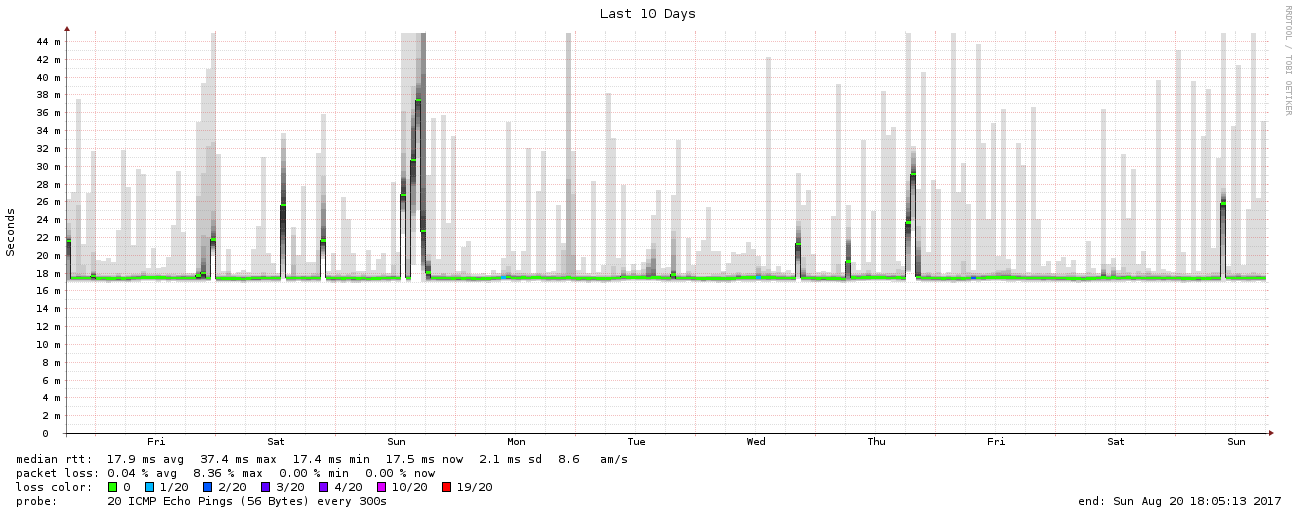 Last 10 Days
RRDTOOL / TOBI OETIKER
Seconds
44 m
42 m
40 m
38 m
36 m
34 m
32 m
30 m
28 m
26 m
24 m
22 m
20 m
18 m
16 m
14 m
12 m
10 m
8 m
6 m
4 m
2 m
0
Fri Sat Sun Mon Tue Wed Thu Fri Sat Sun
median rtt: 17.9 ms avg 37.4 ms max 17.4 ms min 17.5 ms now 2.1 ms sd 8.6 am/s
packet loss: 0.04 % avg 8.36 % max 0.00 % min 0.00 % now
loss color: 0 1/20 2/20 3/20 4/20 10/20 19/20
probe: 20 ICMP Echo Pings (56 Bytes) every 300s end: Sun Aug 20 18:05:13 2017